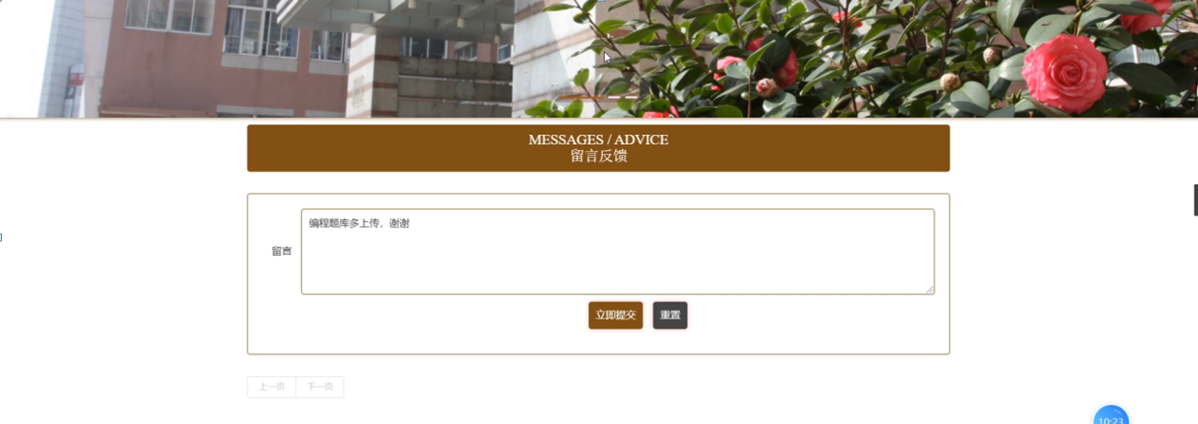 MESSAGES / ADVICE
留言反馈
编程题库多上传，谢谢
留言
立即提交
重置
上一页
下一页
10:23